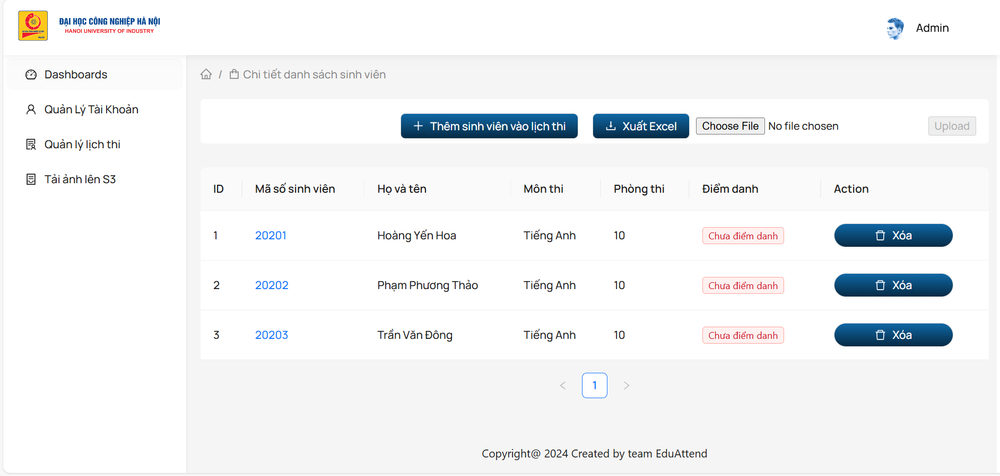 ĐẠI HỌC CÔNG NGHIỆP HÀ NỘI
HANOI UNIVERSITY OF INDUSTRY
Admin
Dashboards
Quản Lý Tài Khoản
Quản lý lịch thi
Tải ảnh lên S3
/ Chi tiết danh sách sinh viên
+ Thêm sinh viên vào lịch thi Xuất Excel Choose File No file chosen Upload
ID Mã số sinh viên Họ và tên Môn thi Phòng thi Điểm danh Action
1 20201 Hoàng Yến Hoa Tiếng Anh 10 Chưa điểm danh Xóa
2 20202 Phạm Phương Thảo Tiếng Anh 10 Chưa điểm danh Xóa
3 20203 Trần Văn Đông Tiếng Anh 10 Chưa điểm danh Xóa
< 1 >
Copyright@ 2024 Created by team EduAttend